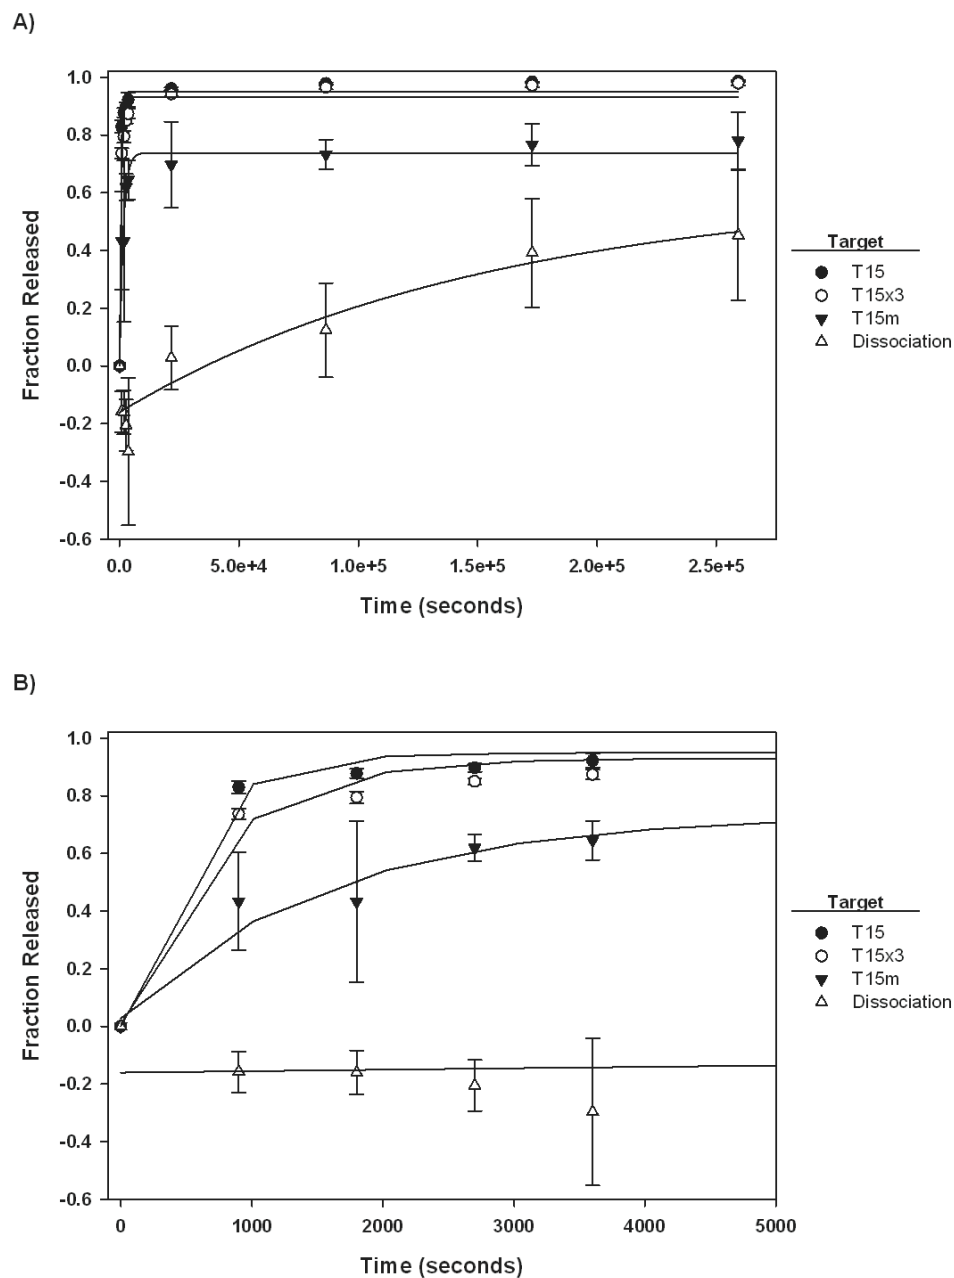 A)
1.0
0.8
0.6
0.4
0.2
0.0
-0.2
-0.4
-0.6
Fraction Released
0.0 5.0e+4 1.0e+5 1.5e+5 2.0e+5 2.5e+5
Time (seconds)
Target
T15
T15x3
T15m
Dissociation
B)
1.0
0.8
0.6
0.4
0.2
0.0
-0.2
-0.4
-0.6
Fraction Released
0 1000 2000 3000 4000 5000
Time (seconds)
Target
T15
T15x3
T15m
Dissociation